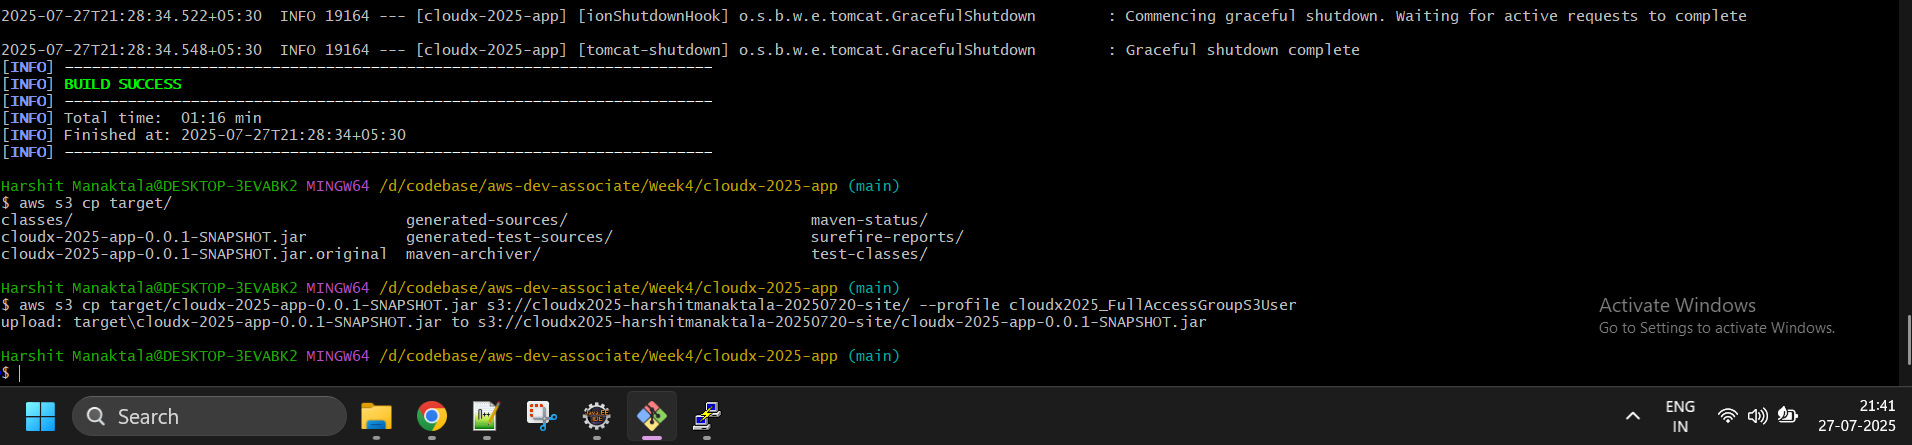 2025-07-27T21:28:34.522+05:30  INFO 19164 --- [cloudx-2025-app] [ionShutdownHook] o.s.b.w.e.tomcat.GracefulShutdown        : Commencing graceful shutdown. Waiting for active requests to complete
2025-07-27T21:28:34.548+05:30  INFO 19164 --- [cloudx-2025-app] [tomcat-shutdown] o.s.b.w.e.tomcat.GracefulShutdown        : Graceful shutdown complete
[INFO] ------------------------------------------------------------------------
[INFO] BUILD SUCCESS
[INFO] ------------------------------------------------------------------------
[INFO] Total time:  01:16 min
[INFO] Finished at: 2025-07-27T21:28:34+05:30
[INFO] ------------------------------------------------------------------------
Harshit Manaktala@DESKTOP-3EVABK2 MINGW64 /d/codebase/aws-dev-associate/Week4/cloudx-2025-app (main)
$ aws s3 cp target/
classes/                                     generated-sources/                           maven-status/
cloudx-2025-app-0.0.1-SNAPSHOT.jar           generated-test-sources/                      surefire-reports/
cloudx-2025-app-0.0.1-SNAPSHOT.jar.original  maven-archiver/                              test-classes/
Harshit Manaktala@DESKTOP-3EVABK2 MINGW64 /d/codebase/aws-dev-associate/Week4/cloudx-2025-app (main)
$ aws s3 cp target/cloudx-2025-app-0.0.1-SNAPSHOT.jar s3://cloudx2025-harshitmanaktala-20250720-site/ --profile cloudx2025_FullAccessGroupS3User
upload: target\cloudx-2025-app-0.0.1-SNAPSHOT.jar to s3://cloudx2025-harshitmanaktala-20250720-site/cloudx-2025-app-0.0.1-SNAPSHOT.jar
Harshit Manaktala@DESKTOP-3EVABK2 MINGW64 /d/codebase/aws-dev-associate/Week4/cloudx-2025-app (main)
$
Activate Windows
Go to Settings to activate Windows.
Search
ENG
IN
21:41
27-07-2025